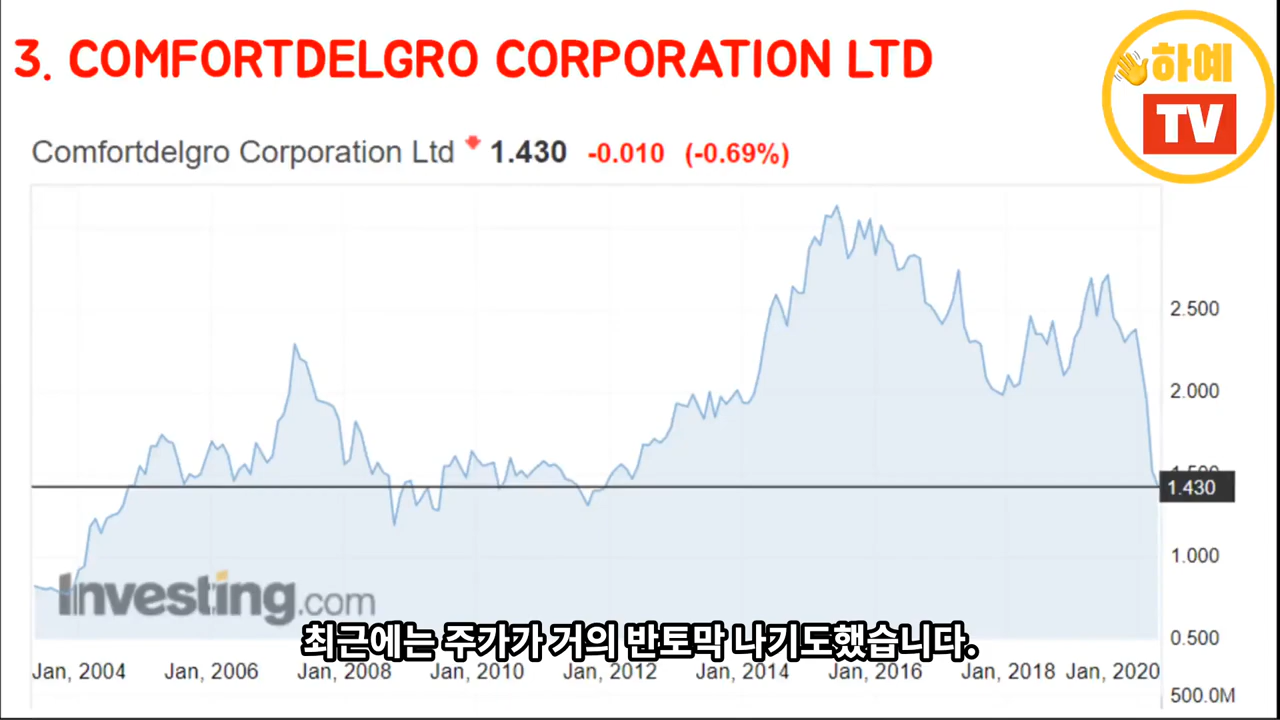 3. COMFORTDELGRO CORPORATION LTD
하예
TV
Comfortdelgro Corporation Ltd 1.430 -0.010 (-0.69%)
2.500
2.000
1.500
1.430
1.000
Investing.com
0.500
최근에는 주가가 거의 반토막 나기도했습니다.
Jan, 2004 Jan, 2006 Jan, 2008 Jan, 2010 Jan, 2012 Jan, 2014 Jan, 2016 Jan, 2018 Jan, 2020
500.0M